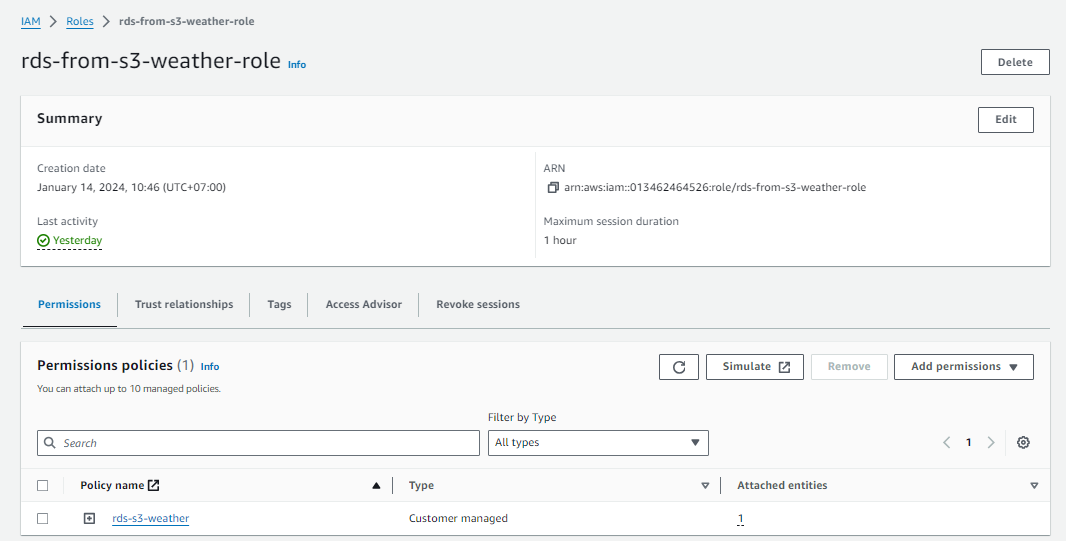 IAM > Roles > rds-from-s3-weather-role
rds-from-s3-weather-role Info
Delete
Summary
Edit
Creation date
January 14, 2024, 10:46 (UTC+07:00)
ARN
arn:aws:iam::013462464526:role/rds-from-s3-weather-role
Last activity
Yesterday
Maximum session duration
1 hour
Permissions Trust relationships Tags Access Advisor Revoke sessions
Permissions policies (1) Info
Simulate Remove Add permissions
You can attach up to 10 managed policies.
Filter by Type
Search All types 1
Policy name Type Attached entities
rds-s3-weather Customer managed 1